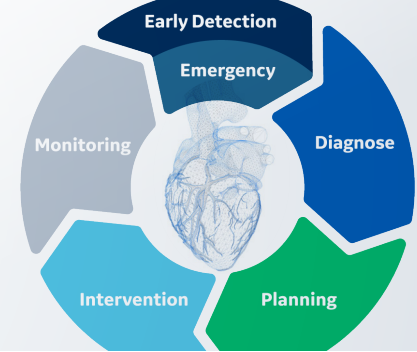 Early Detection
Emergency
Monitoring
Diagnose
Intervention
Planning